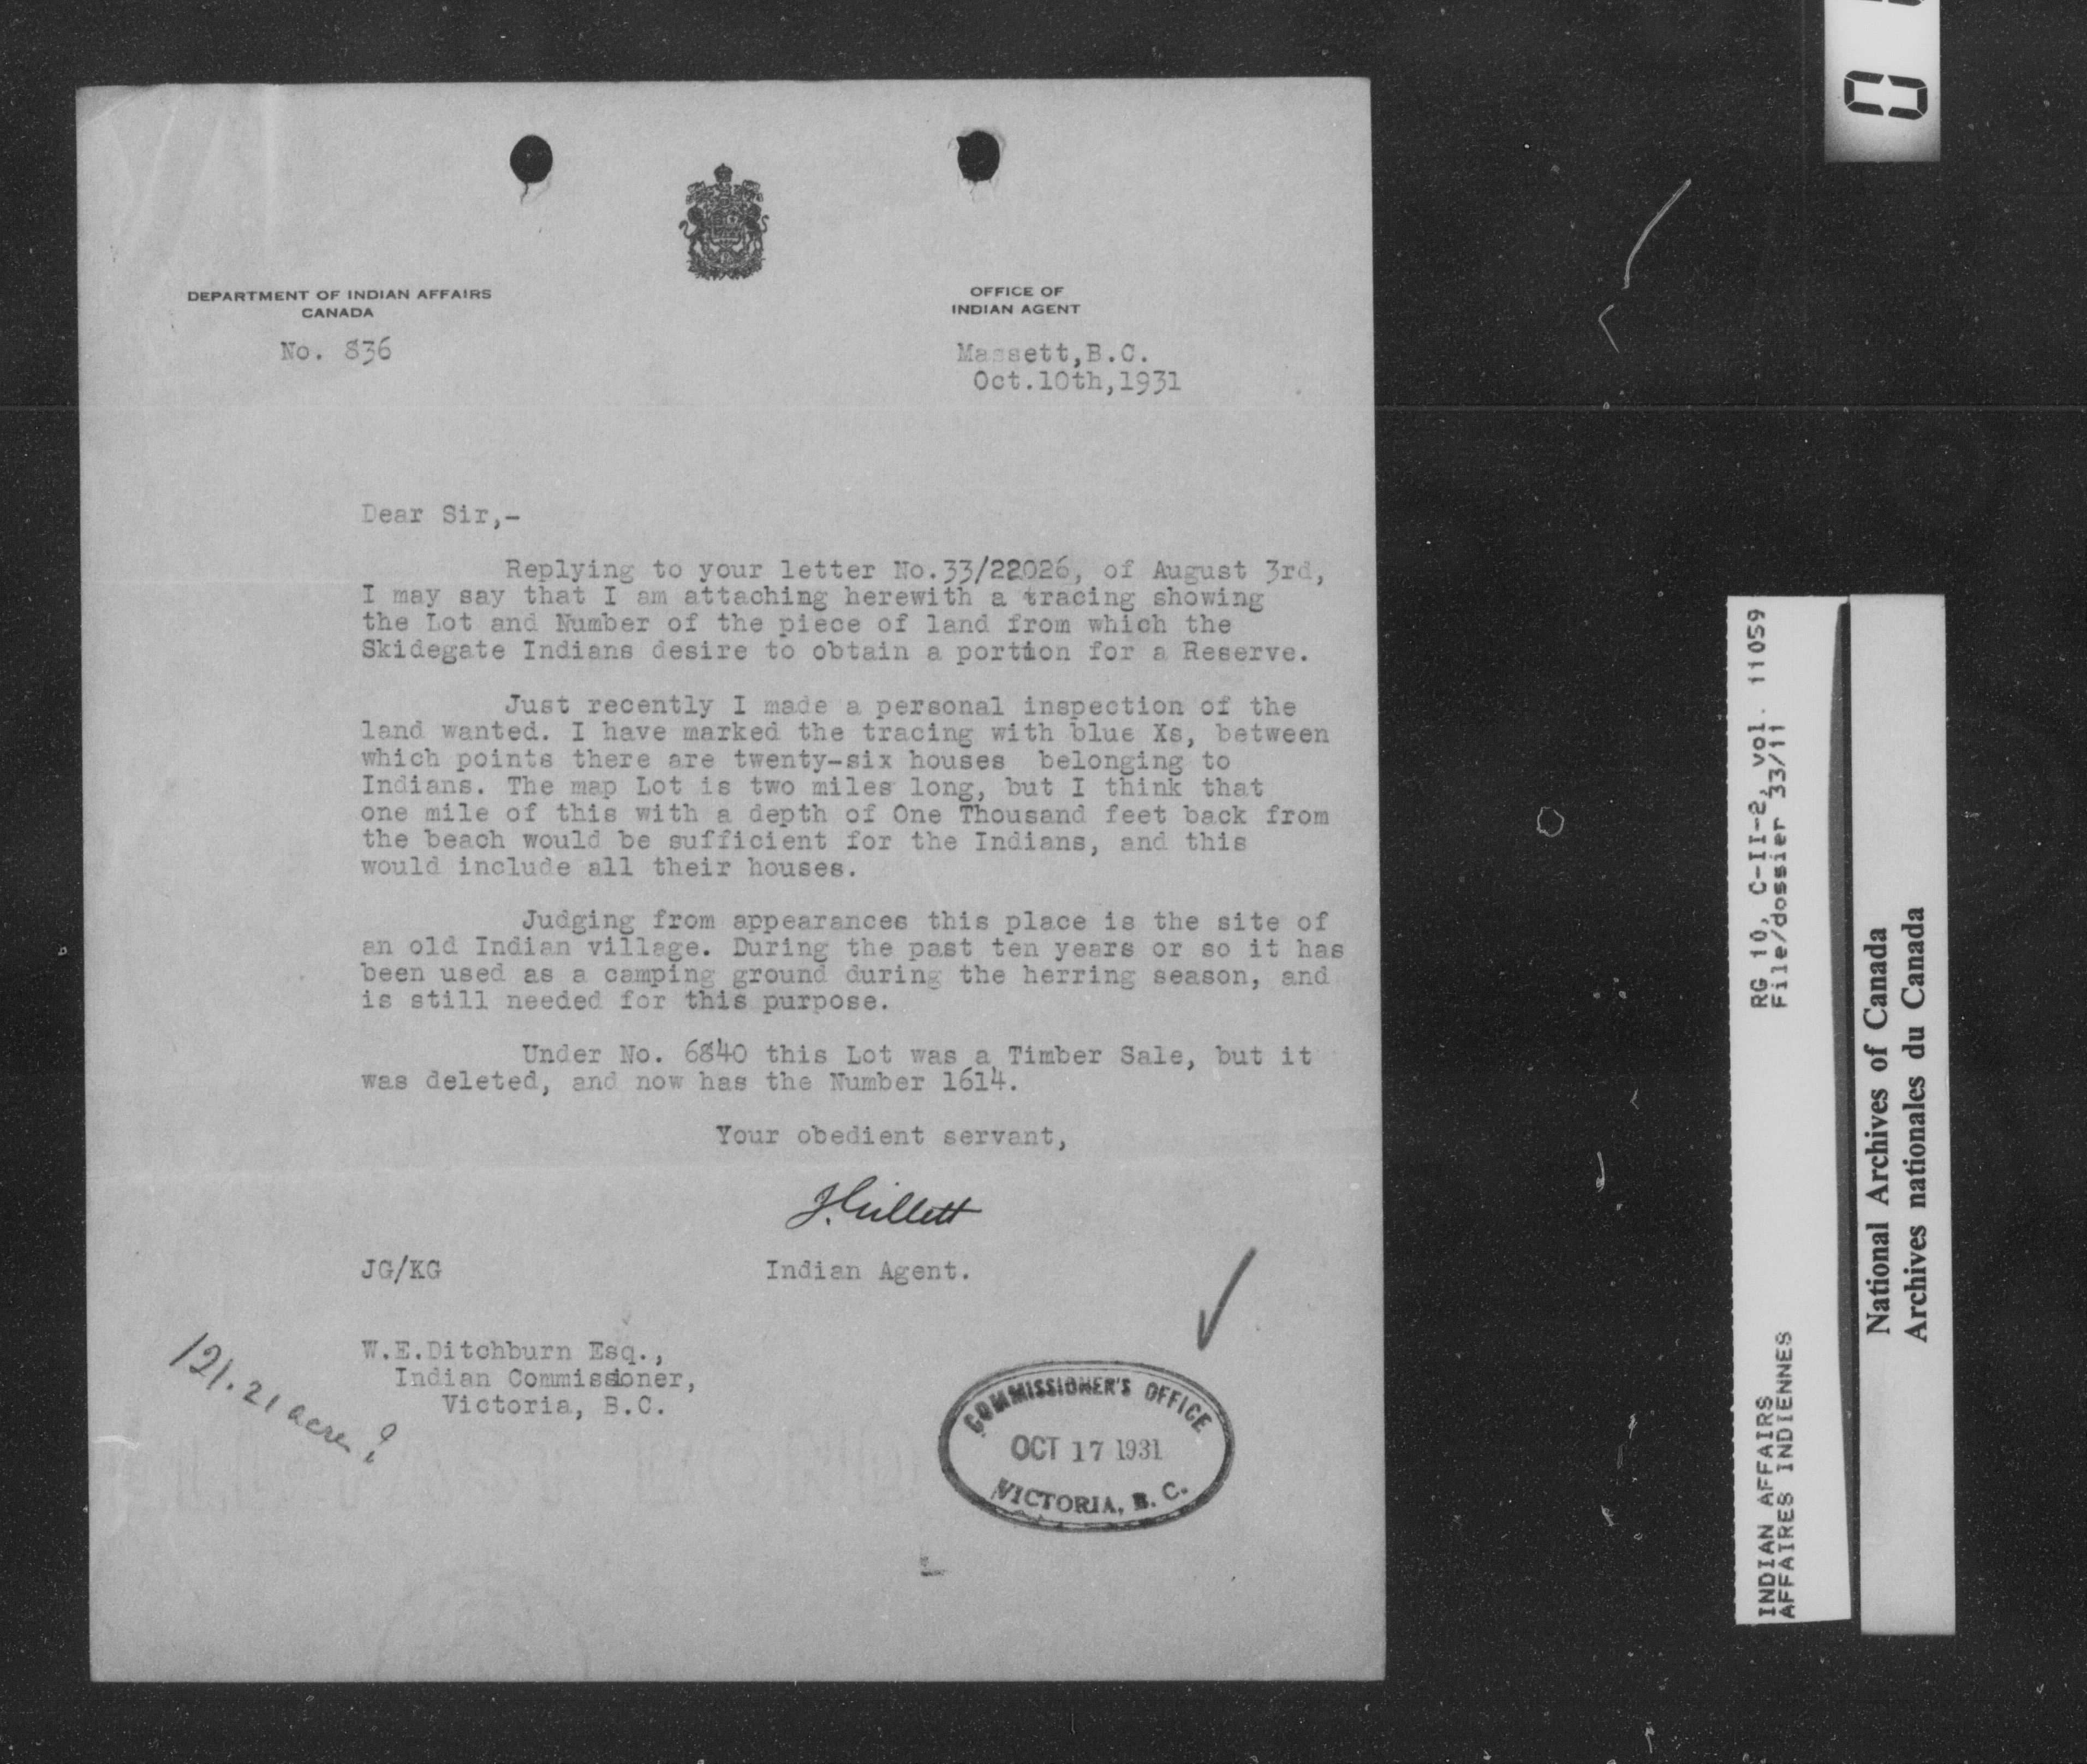 DEPARTMENT OF INDIAN AFFAIRS
CANADA
No. 836
OFFICE OF
INDIAN AGENT
Massett,B.C.
Oct.10th,1931
Dear Sir,-
Replying to your letter No.33/22026, of August 3rd,
I may say that I am attaching herewith a tracing showing
the Lot and Number of the piece of land from which the
Skidegate Indians desire to obtain a portion for a Reserve.
Just recently I made a personal inspection of the
land wanted. I have marked the tracing with blue Xs, between
which points there are twenty-six houses belonging to
Indians. The map Lot is two miles long, but I think that
one mile of this with a depth of One Thousand feet back from
the beach would be sufficient for the Indians, and this
would include all their houses.
Judging from appearances this place is the site of
an old Indian village. During the past ten years or so it has
been used as a camping ground during the herring season, and
is still needed for this purpose.
Under No. 6840 this Lot was a Timber Sale, but it
was deleted, and now has the Number 1614.
Your obedient servant,
J. Gillett
JG/KG
Indian Agent.
W.E.Ditchburn Esq.,
Indian Commissioner,
Victoria, B.C.
121.21 acres?
COMMISSIONER'S OFFICE
OCT 17 1931
VICTORIA, B. C.
RG 10, C-II-2, vol. 11059
File/dossier 33/11
INDIAN AFFAIRS
AFFAIRES INDIENNES
National Archives of Canada
Archives nationales du Canada